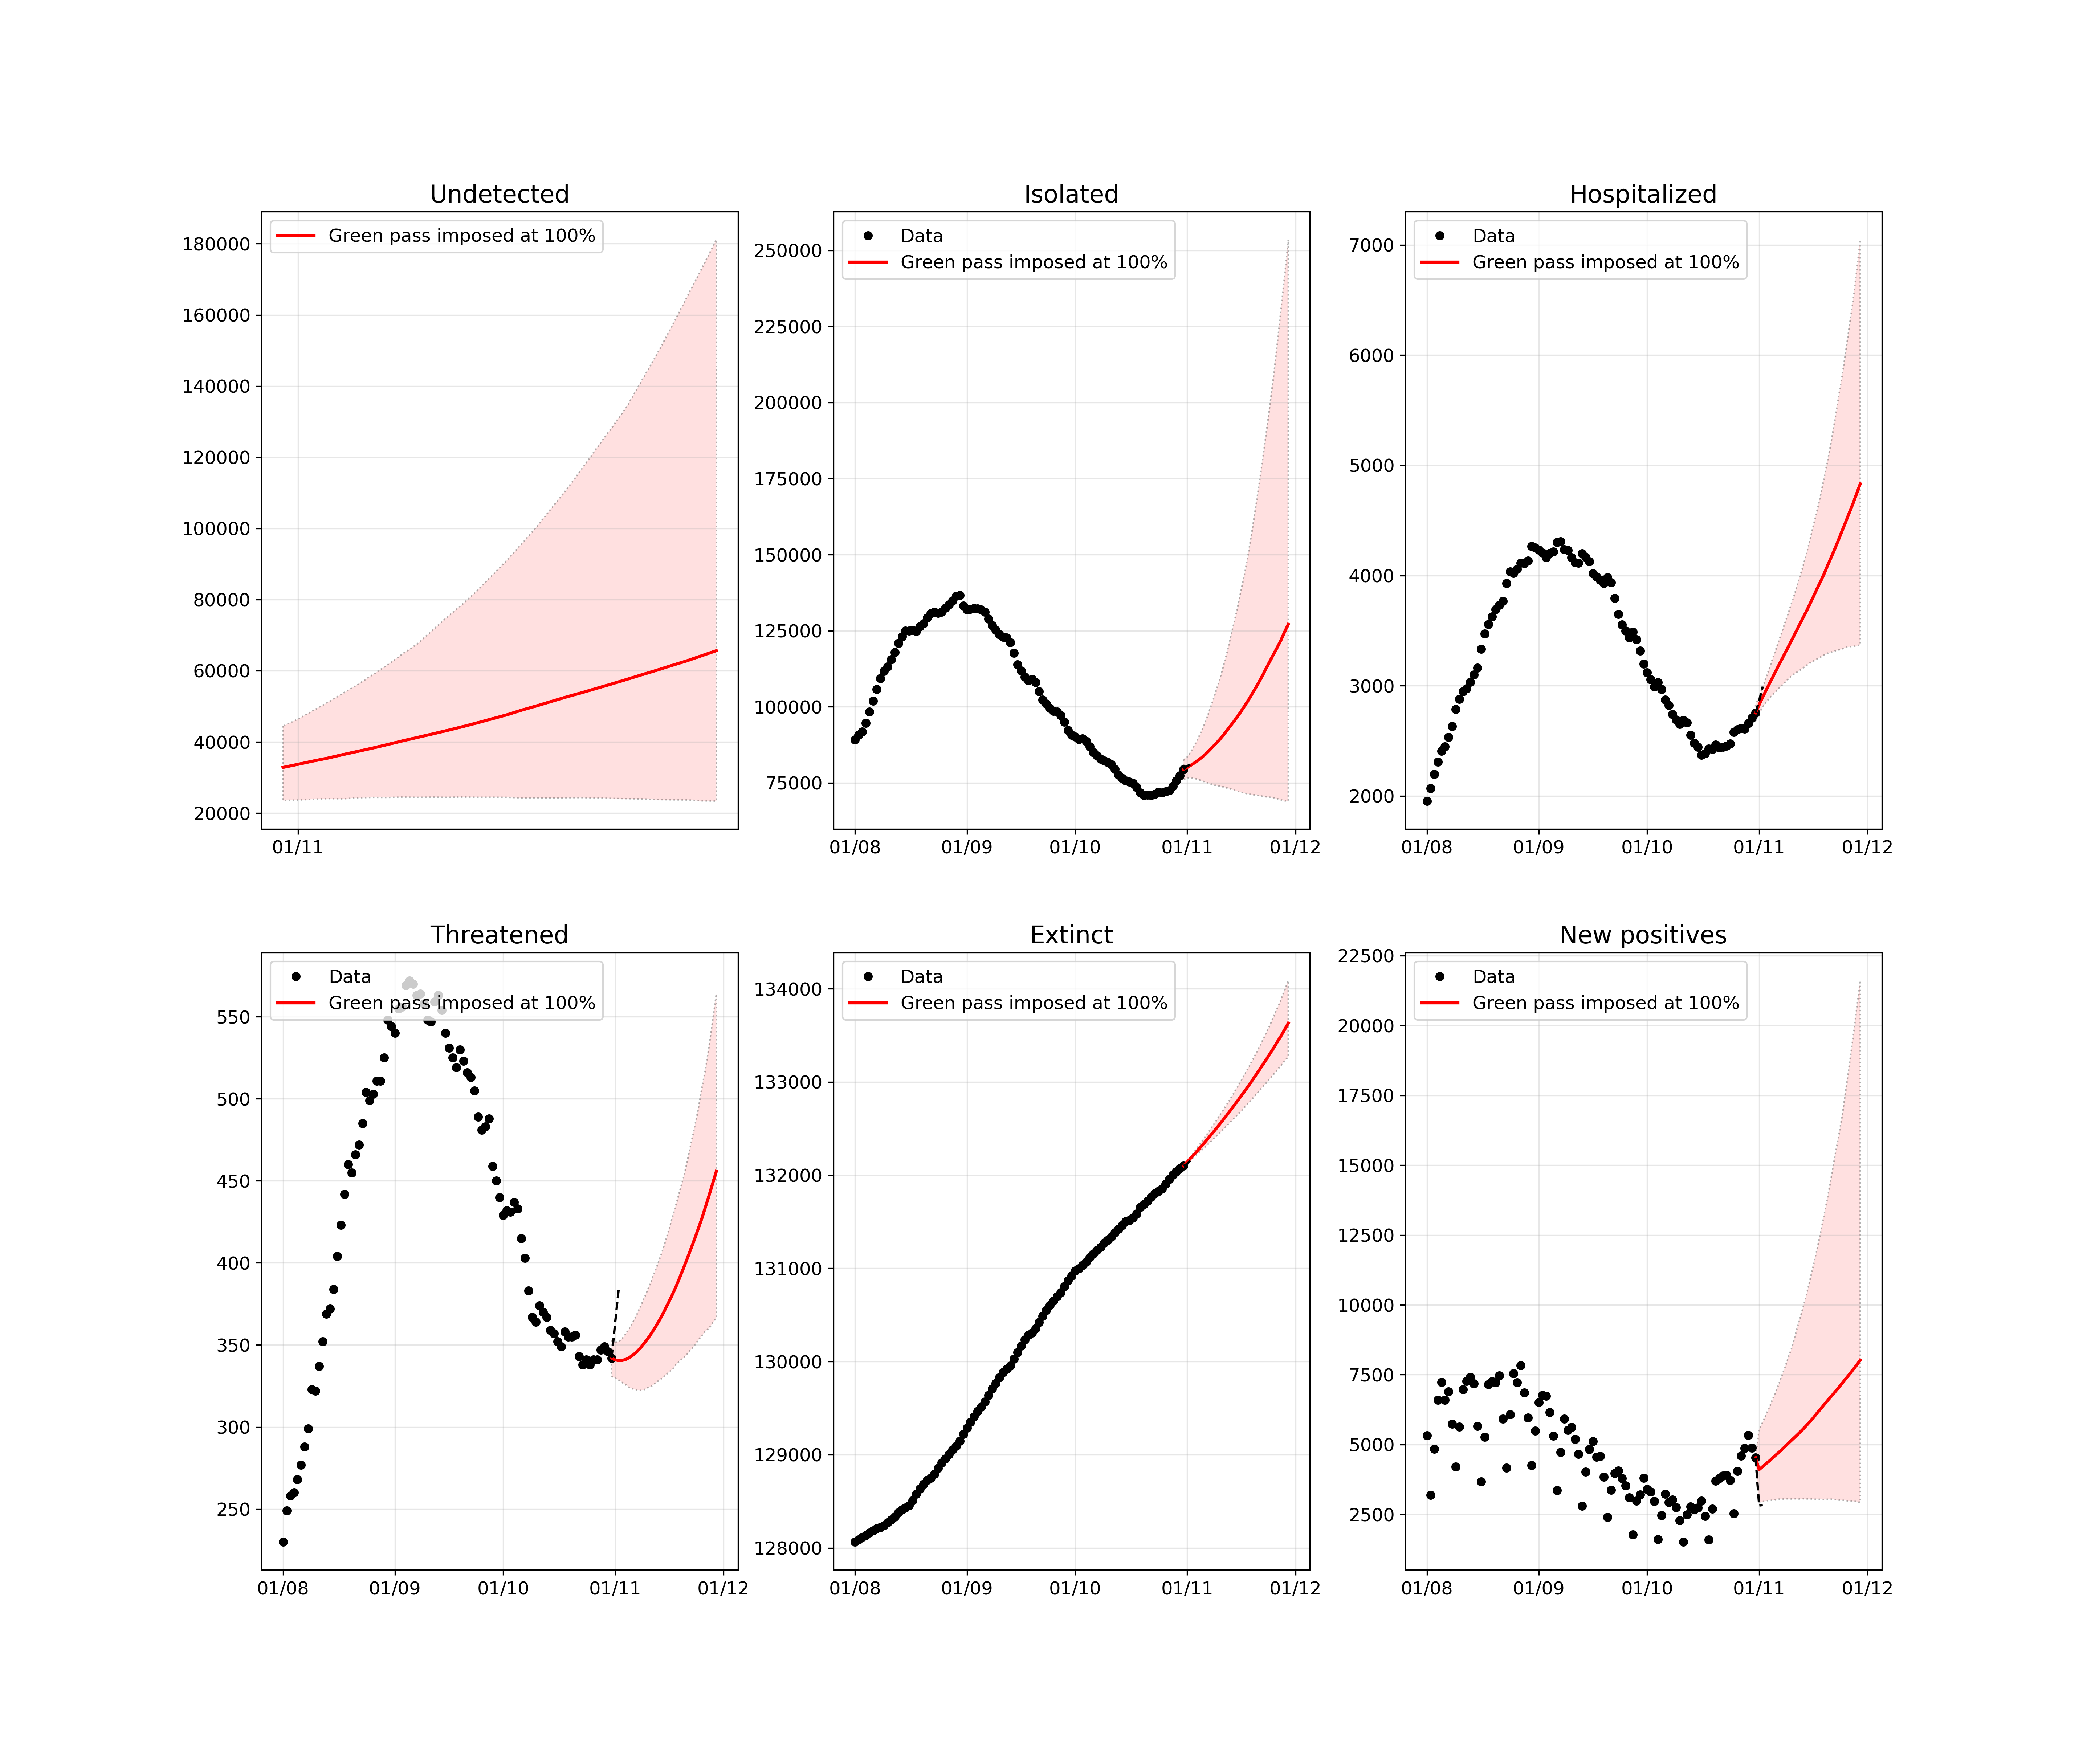 Undetected
Green pass imposed at 100%
180000
160000
140000
120000
100000
80000
60000
40000
20000
01/11
Isolated
Data
Green pass imposed at 100%
250000
225000
200000
175000
150000
125000
100000
75000
01/08 01/09 01/10 01/11 01/12
Hospitalized
Data
Green pass imposed at 100%
7000
6000
5000
4000
3000
2000
01/08 01/09 01/10 01/11 01/12
Threatened
Data
Green pass imposed at 100%
550
500
450
400
350
300
250
01/08 01/09 01/10 01/11 01/12
Extinct
Data
Green pass imposed at 100%
134000
133000
132000
131000
130000
129000
128000
01/08 01/09 01/10 01/11 01/12
New positives
Data
Green pass imposed at 100%
22500
20000
17500
15000
12500
10000
7500
5000
2500
01/08 01/09 01/10 01/11 01/12